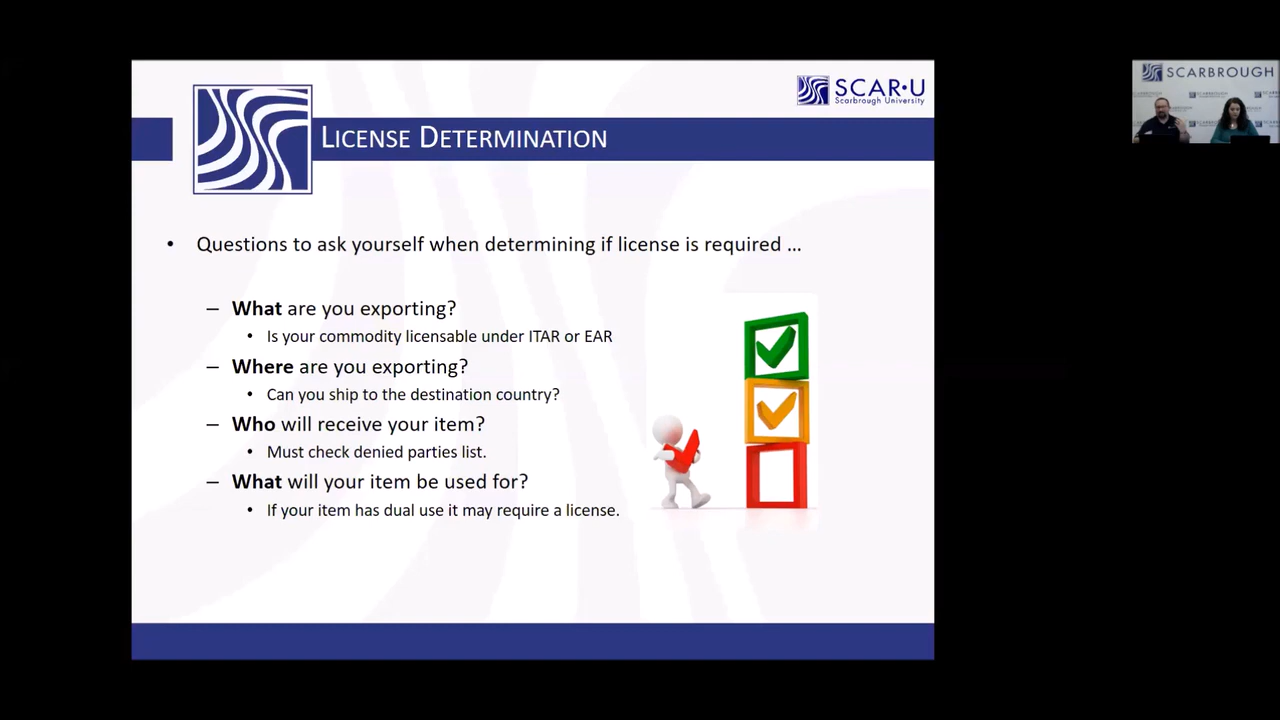 SCAR·U
Scarbrough University
LICENSE DETERMINATION
• Questions to ask yourself when determining if license is required ...
– What are you exporting?
• Is your commodity licensable under ITAR or EAR
– Where are you exporting?
• Can you ship to the destination country?
– Who will receive your item?
• Must check denied parties list.
– What will your item be used for?
• If your item has dual use it may require a license.
SCARBROUGH